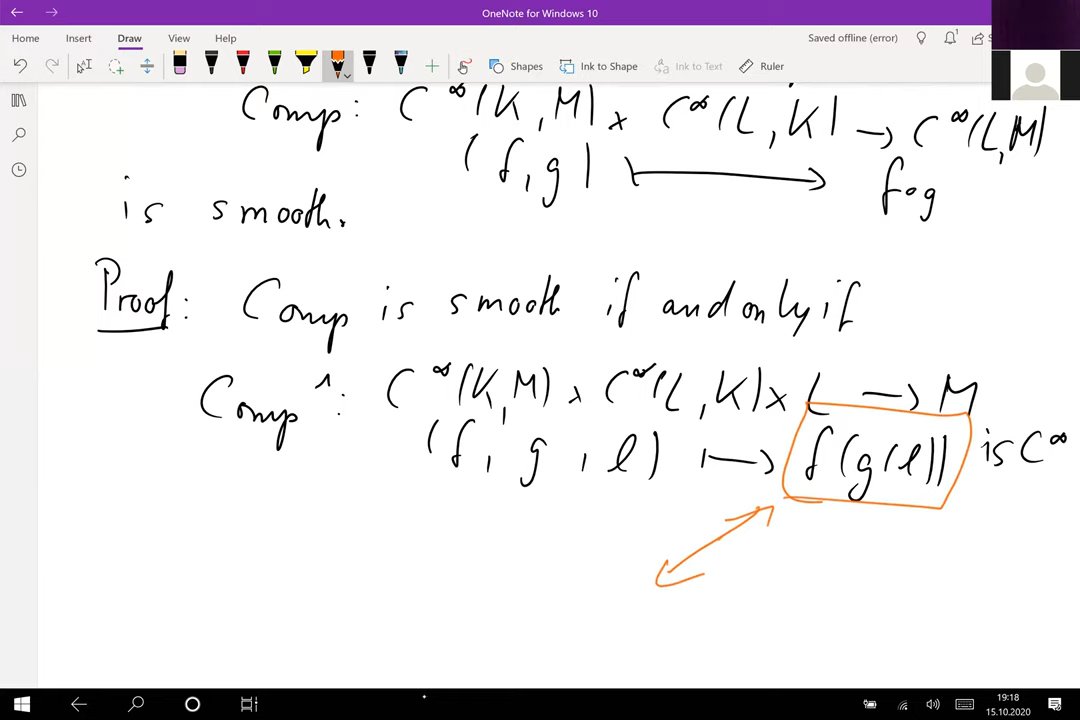 OneNote for Windows 10
Home Insert Draw View Help Saved offline (error)
Shapes Ink to Shape Ink to Text Ruler
Comp: C^∞(K,M) × C^∞(L,K) → C^∞(L,M)
(f,g) ⟼ f∘g
is smooth.
Proof: Comp is smooth if and only if
Comp^∧: C^∞(K,M) × C^∞(L,K) × L → M
(f, g, l) ⟼ f(g(l)) is C^∞
19:18
15.10.2020